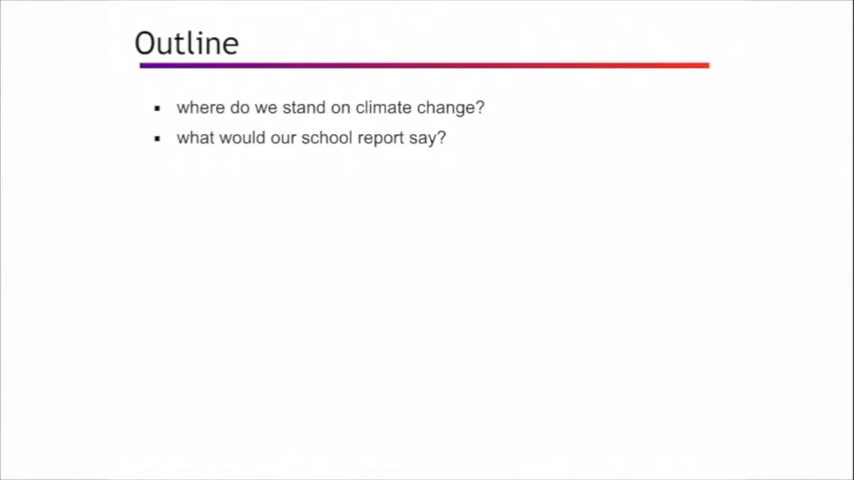 Outline
▪ where do we stand on climate change?
▪ what would our school report say?